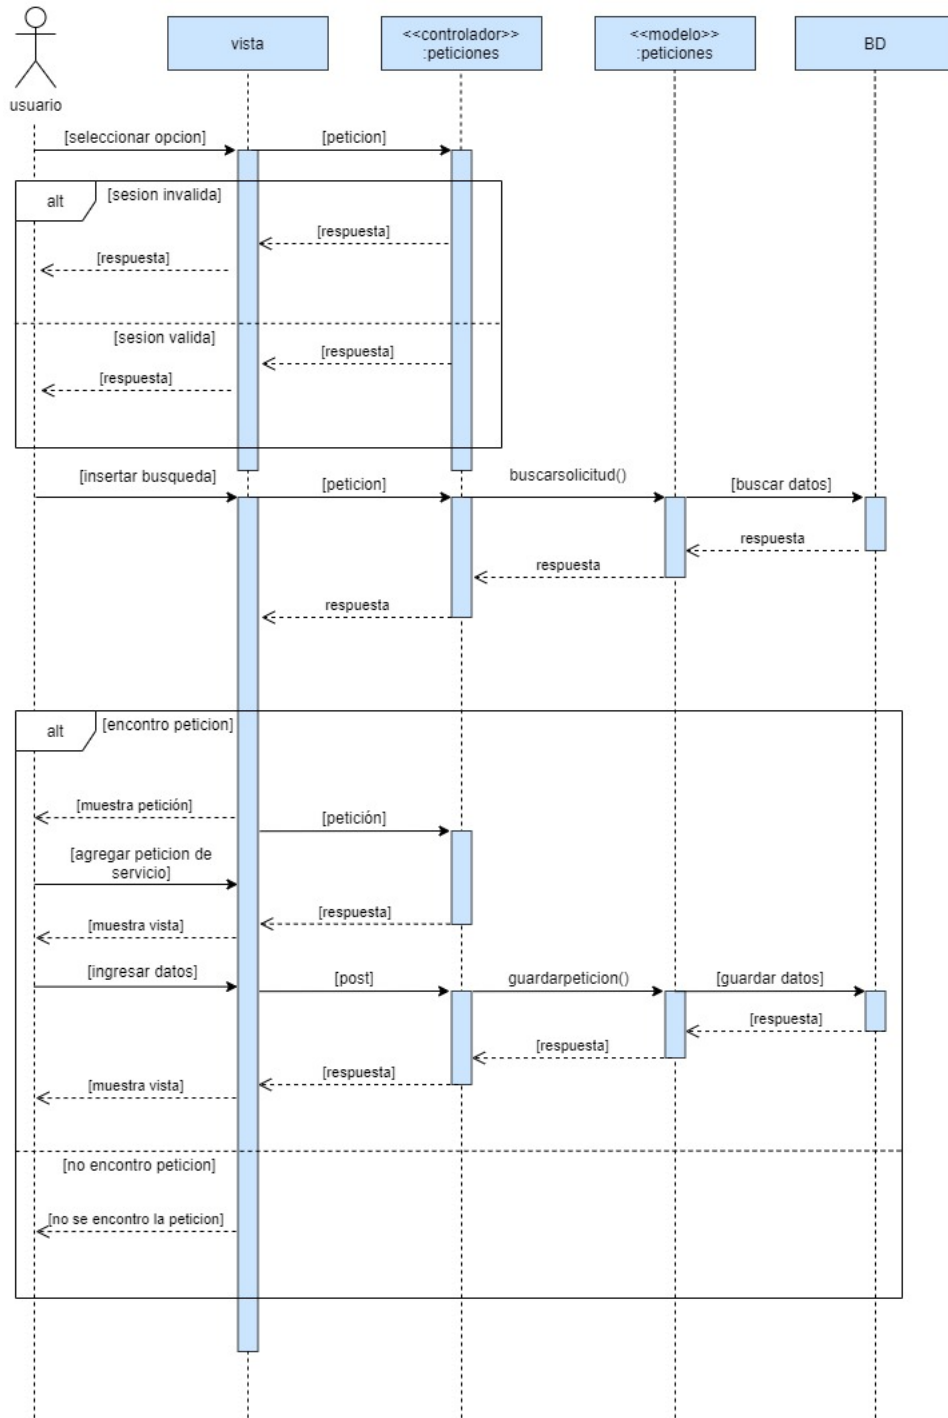 usuario
vista
<<controlador>>
:peticiones
<<modelo>>
:peticiones
BD
[seleccionar opcion]
[peticion]
alt
[sesion invalida]
[respuesta]
[respuesta]
[sesion valida]
[respuesta]
[respuesta]
[insertar busqueda]
[peticion]
buscarsolicitud()
[buscar datos]
respuesta
respuesta
respuesta
alt
[encontro peticion]
[muestra petición]
[petición]
[agregar peticion de
servicio]
[respuesta]
[muestra vista]
[ingresar datos]
[post]
guardarpeticion()
[guardar datos]
[respuesta]
[respuesta]
[respuesta]
[muestra vista]
[no encontro peticion]
[no se encontro la peticion]